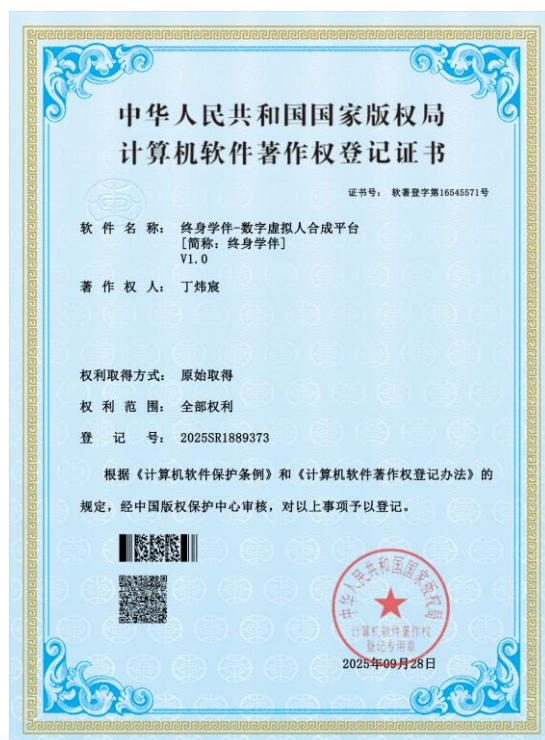 中华人民共和国国家版权局
计算机软件著作权登记证书
证书号： 软著登字第16545571号
软 件 名 称： 终身学伴-数字虚拟人合成平台
[简称：终身学伴]
V1.0
著 作 权 人： 丁炜宸
权利取得方式： 原始取得
权 利 范 围： 全部权利
登 记 号： 2025SR1889373
根据《计算机软件保护条例》和《计算机软件著作权登记办法》的
规定，经中国版权保护中心审核，对以上事项予以登记。
中华人民共和国国家版权局
计算机软件著作权
登记专用章
2025年09月28日